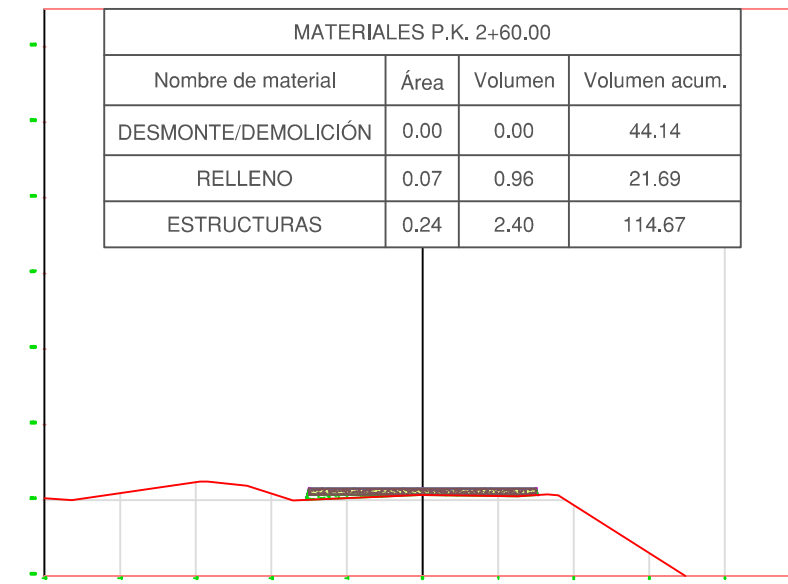 MATERIALES P.K. 2+60.00
Nombre de material Área Volumen Volumen acum.
DESMONTE/DEMOLICIÓN 0.00 0.00 44.14
RELLENO 0.07 0.96 21.69
ESTRUCTURAS 0.24 2.40 114.67